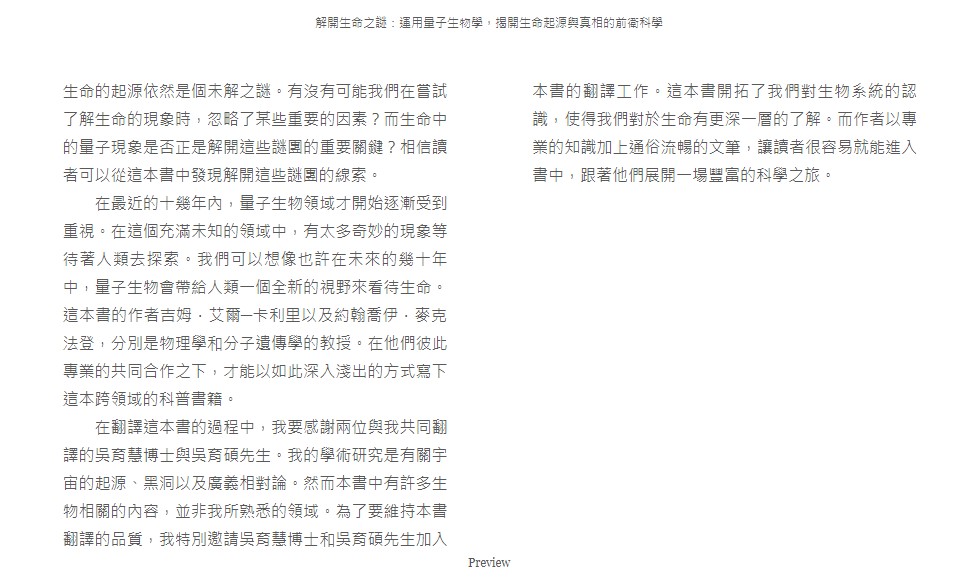 解開生命之謎：運用量子生物學，揭開生命起源與真相的前衛科學
生命的起源依然是個未解之謎。有沒有可能我們在嘗試
了解生命的現象時，忽略了某些重要的因素？而生命中
的量子現象是否正是解開這些謎團的重要關鍵？相信讀
者可以從這本書中發現解開這些謎團的線索。
在最近的十幾年內，量子生物領域才開始逐漸受到
重視。在這個充滿未知的領域中，有太多奇妙的現象等
待著人類去探索。我們可以想像也許在未來的幾十年
中，量子生物會帶給人類一個全新的視野來看待生命。
這本書的作者吉姆．艾爾─卡利里以及約翰喬伊．麥克
法登，分別是物理學和分子遺傳學的教授。在他們彼此
專業的共同合作之下，才能以如此深入淺出的方式寫下
這本跨領域的科普書籍。
在翻譯這本書的過程中，我要感謝兩位與我共同翻
譯的吳育慧博士與吳育碩先生。我的學術研究是有關宇
宙的起源、黑洞以及廣義相對論。然而本書中有許多生
物相關的內容，並非我所熟悉的領域。為了要維持本書
翻譯的品質，我特別邀請吳育慧博士和吳育碩先生加入
本書的翻譯工作。這本書開拓了我們對生物系統的認
識，使得我們對於生命有更深一層的了解。而作者以專
業的知識加上通俗流暢的文筆，讓讀者很容易就能進入
書中，跟著他們展開一場豐富的科學之旅。
Preview